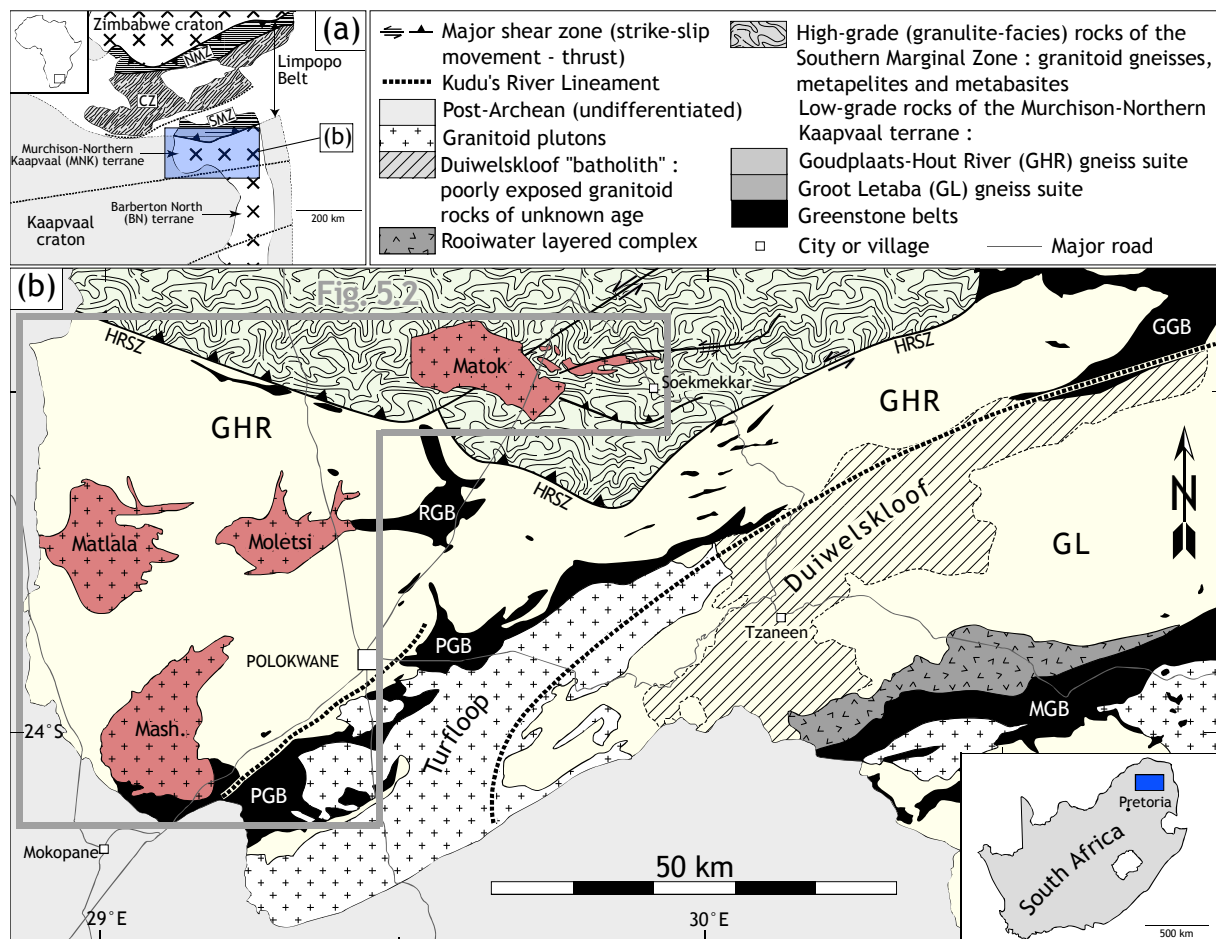 Zimbabwe craton
(a)
NMZ
Limpopo
Belt
CZ
SMZ
(b)
Murchison-Northern
Kaapvaal (MNK) terrane
Barberton North
(BN) terrane
Kaapvaal
craton
200 km
Major shear zone (strike-slip
movement - thrust)
Kudu's River Lineament
Post-Archean (undifferentiated)
Granitoid plutons
Duiwelskloof "batholith" :
poorly exposed granitoid
rocks of unknown age
Rooiwater layered complex
High-grade (granulite-facies) rocks of the
Southern Marginal Zone : granitoid gneisses,
metapelites and metabasites
Low-grade rocks of the Murchison-Northern
Kaapvaal terrane :
Goudplaats-Hout River (GHR) gneiss suite
Groot Letaba (GL) gneiss suite
Greenstone belts
City or village
Major road
(b)
Fig. 5.2
HRSZ
Matok
Soekmekkar
HRSZ
GGB
GHR
GHR
HRSZ
RGB
Matlala
Moletsi
Duiwelskloof
GL
N
Tzaneen
POLOKWANE
PGB
Turfloop
MGB
24°S
Mash.
PGB
Mokopane
50 km
29°E
30°E
Pretoria
South Africa
500 km